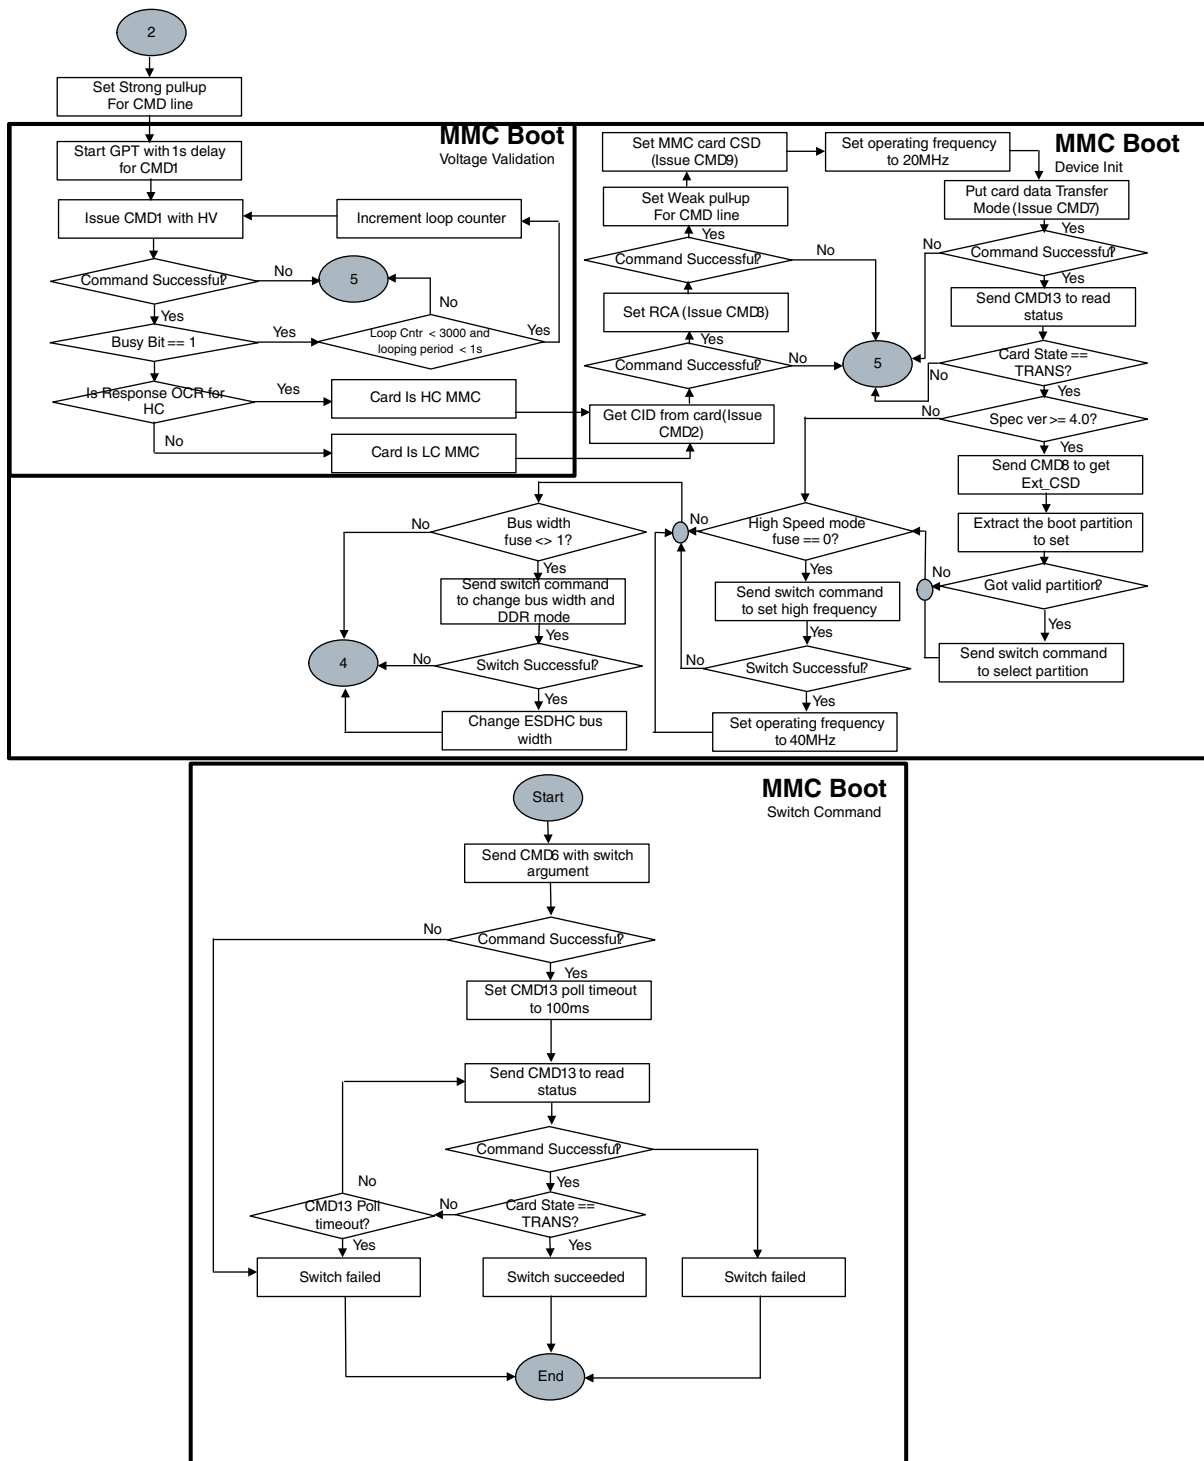 2
Set Strong pull-up
For CMD line
MMC Boot
Voltage Validation
Start GPT with 1s delay
for CMD1
Issue CMD1 with HV
Increment loop counter
Command Successful?
No
5
Yes
No
Busy Bit == 1
Yes
Loop Cntr < 3000 and
looping period < 1s
Yes
Is Response OCR for
HC
Yes
Card Is HC MMC
No
Card Is LC MMC
MMC Boot
Device Init
Set MMC card CSD
(Issue CMD9)
Set operating frequency
to 20MHz
Set Weak pull-up
For CMD line
Put card data Transfer
Mode (Issue CMD7)
Yes
No
Yes
No
Command Successful?
Command Successful?
Yes
Set RCA (Issue CMD3)
Send CMD13 to read
status
Yes
Command Successful?
No
5
Card State ==
TRANS?
No
Yes
Get CID from card(Issue
CMD2)
No
Spec ver >= 4.0?
Yes
Send CMD8 to get
Ext_CSD
No
Bus width
fuse <> 1?
No
High Speed mode
fuse == 0?
Extract the boot partition
to set
Yes
Yes
No
Got valid partition?
Send switch command
to change bus width and
DDR mode
Send switch command
to set high frequency
Yes
Yes
Yes
4
No
Switch Successful?
No
Switch Successful?
Send switch command
to select partition
Yes
Yes
Change ESDHC bus
width
Set operating frequency
to 40MHz
MMC Boot
Switch Command
Start
Send CMD6 with switch
argument
No
Command Successful?
Yes
Set CMD13 poll timeout
to 100ms
Send CMD13 to read
status
Command Successful?
No
Yes
CMD13 Poll
timeout?
No
Card State ==
TRANS?
Yes
Yes
Switch failed
Switch succeeded
Switch failed
End